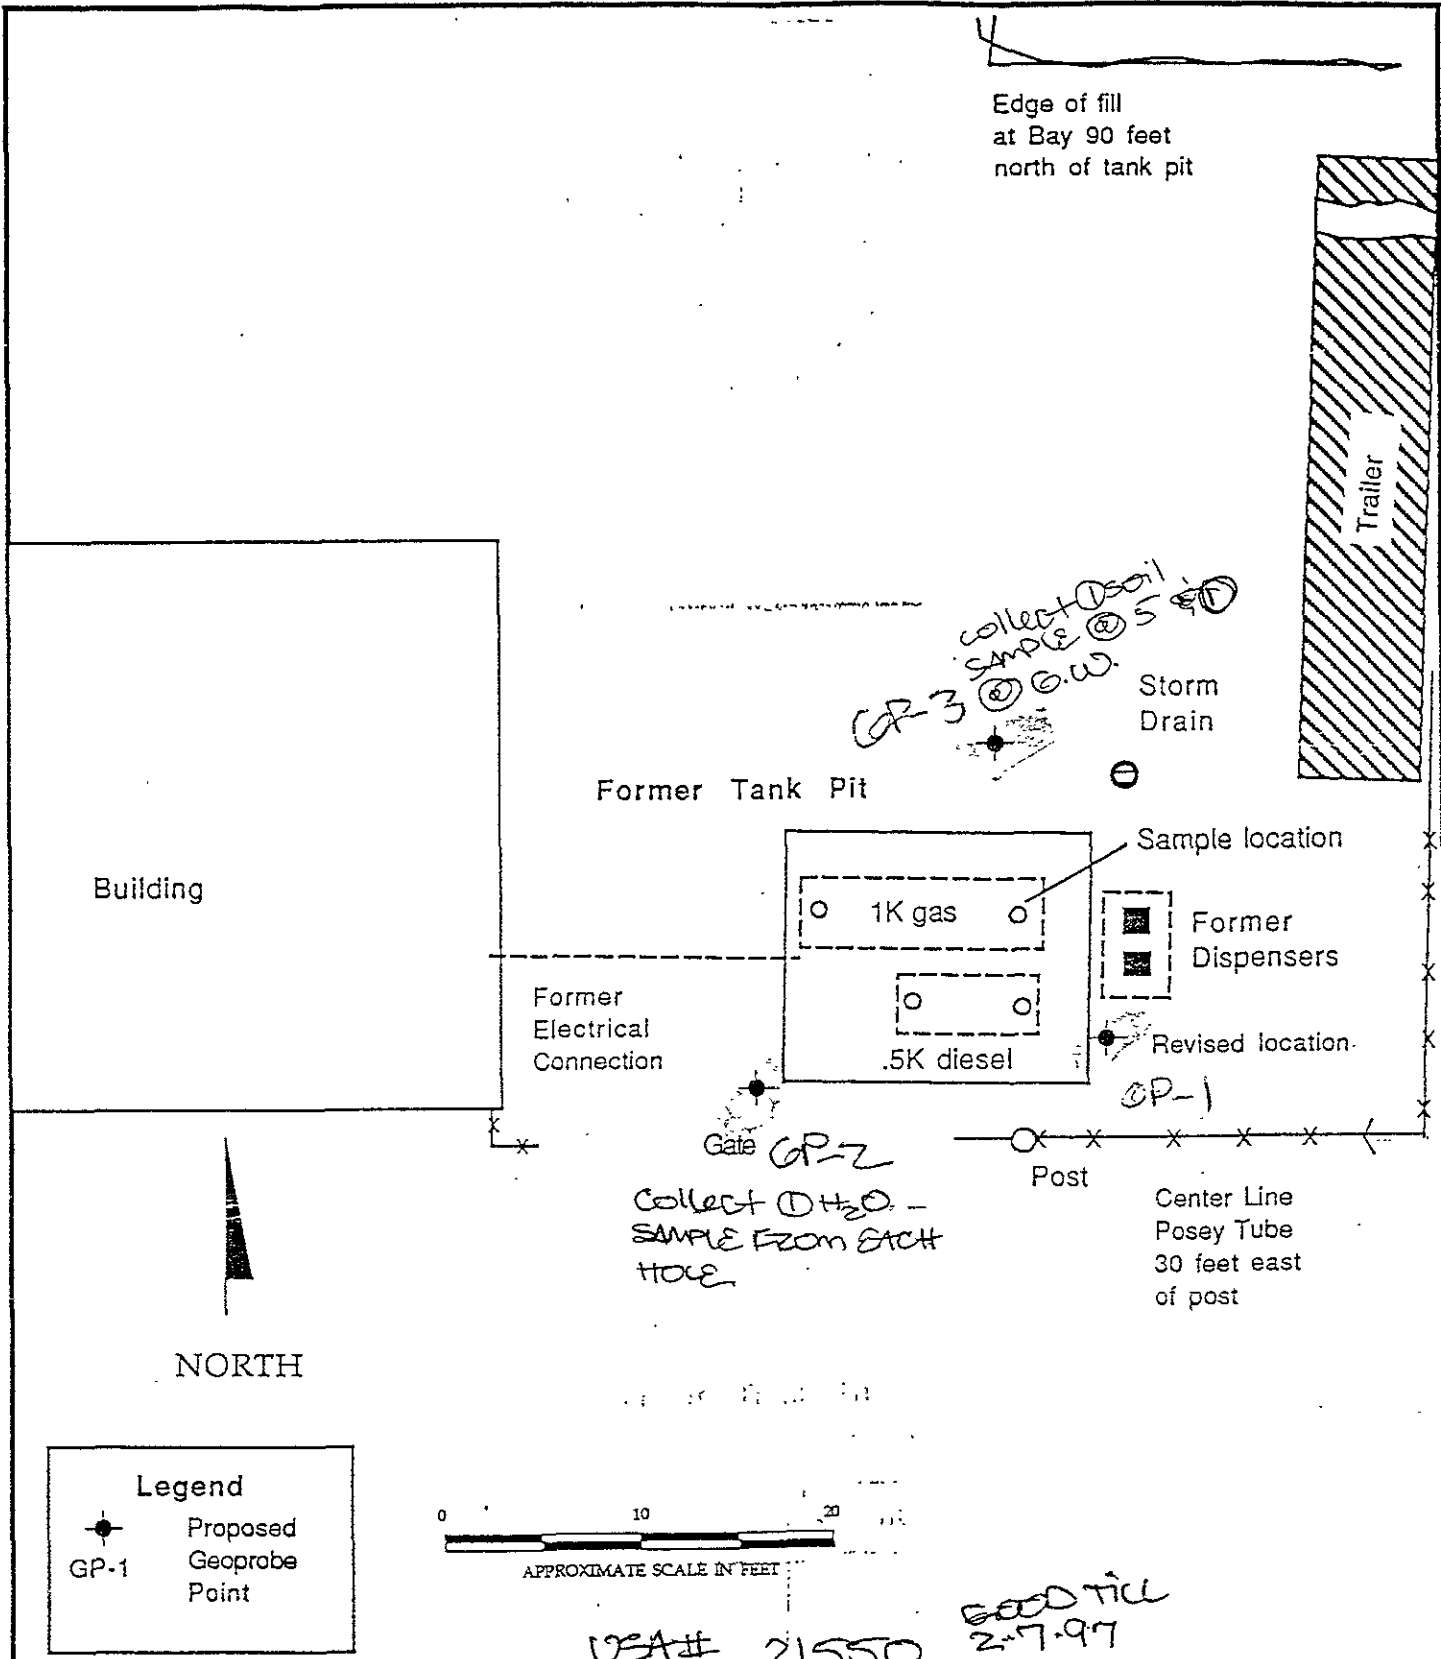 Edge of fill
at Bay 90 feet
north of tank pit
Trailer
collect ① soil
SAMPLE @ 5' & ①
GP-3 @ G.W.
Storm
Drain
Former Tank Pit
Sample location
Building
1K gas
Former
Dispensers
Former
Electrical
Connection
.5K diesel
Revised location
GP-1
Gate GP-2
Post
Collect ① H2O -
SAMPLE FROM EACH
HOLE
Center Line
Posey Tube
30 feet east
of post
NORTH
Legend
Proposed
Geoprobe
Point
GP-1
0 10 20
APPROXIMATE SCALE IN FEET
USA# 21550
GOOD TILL
2-7-97